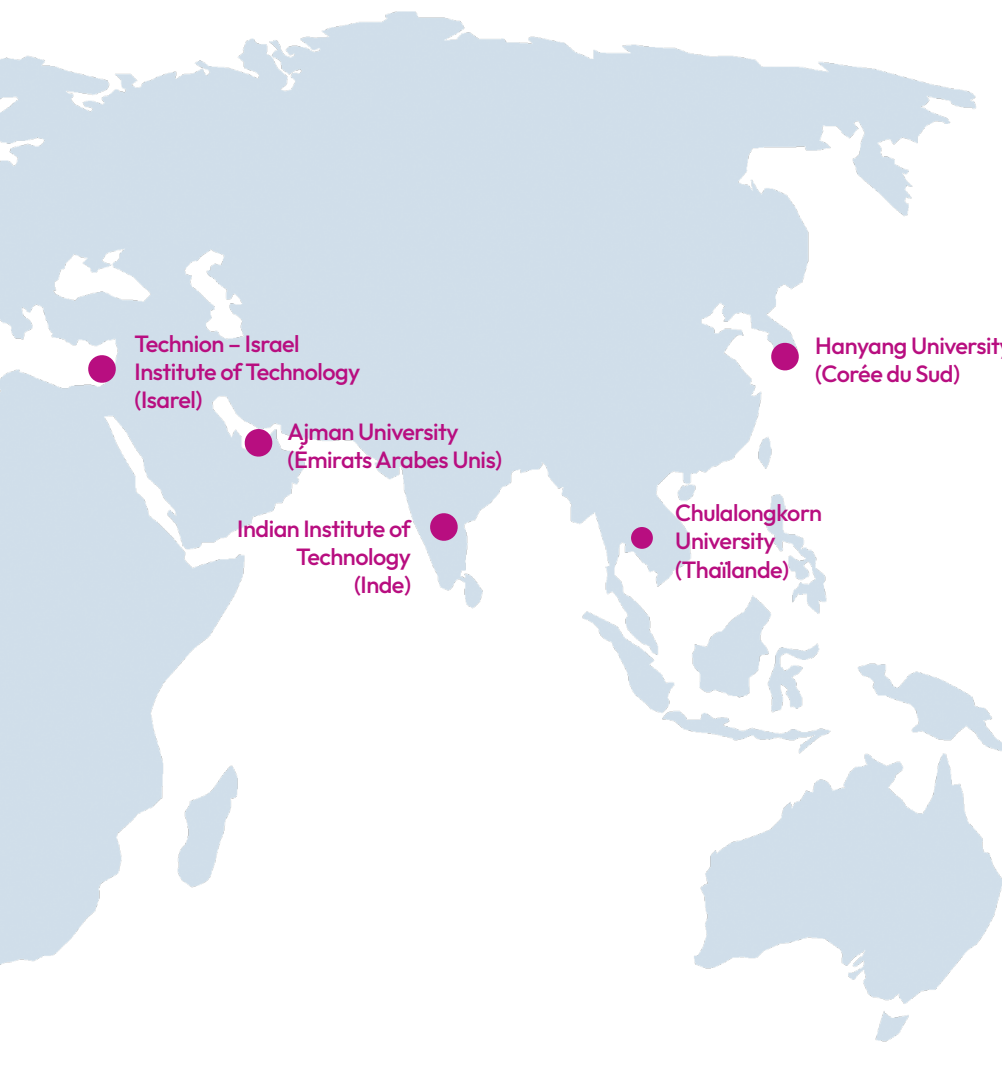 Technion – Israel
Institute of Technology
(Isarel)
Hanyang University
(Corée du Sud)
Ajman University
(Émirats Arabes Unis)
Indian Institute of
Technology
(Inde)
Chulalongkorn
University
(Thaïlande)